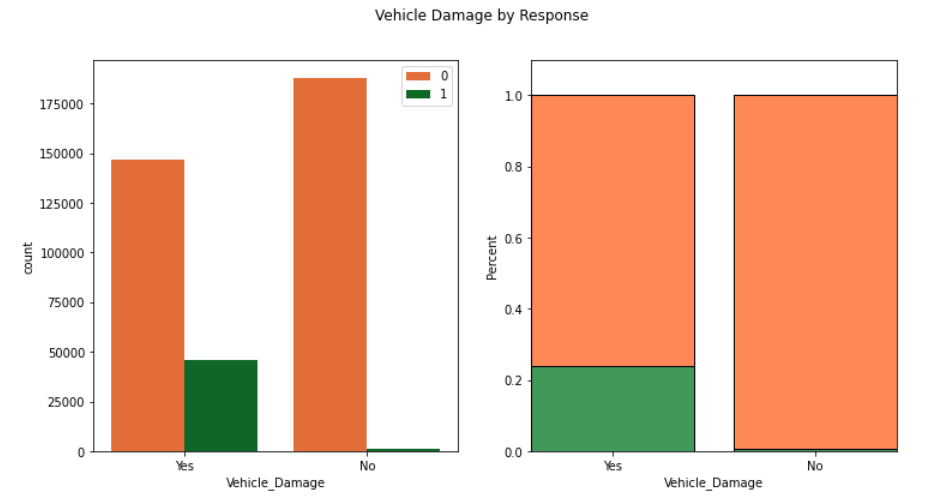 Vehicle Damage by Response
0
1
175000
150000
125000
100000
75000
50000
25000
0
count
Yes
No
Vehicle_Damage
1.0
0.8
0.6
0.4
0.2
0.0
Percent
Yes
No
Vehicle_Damage